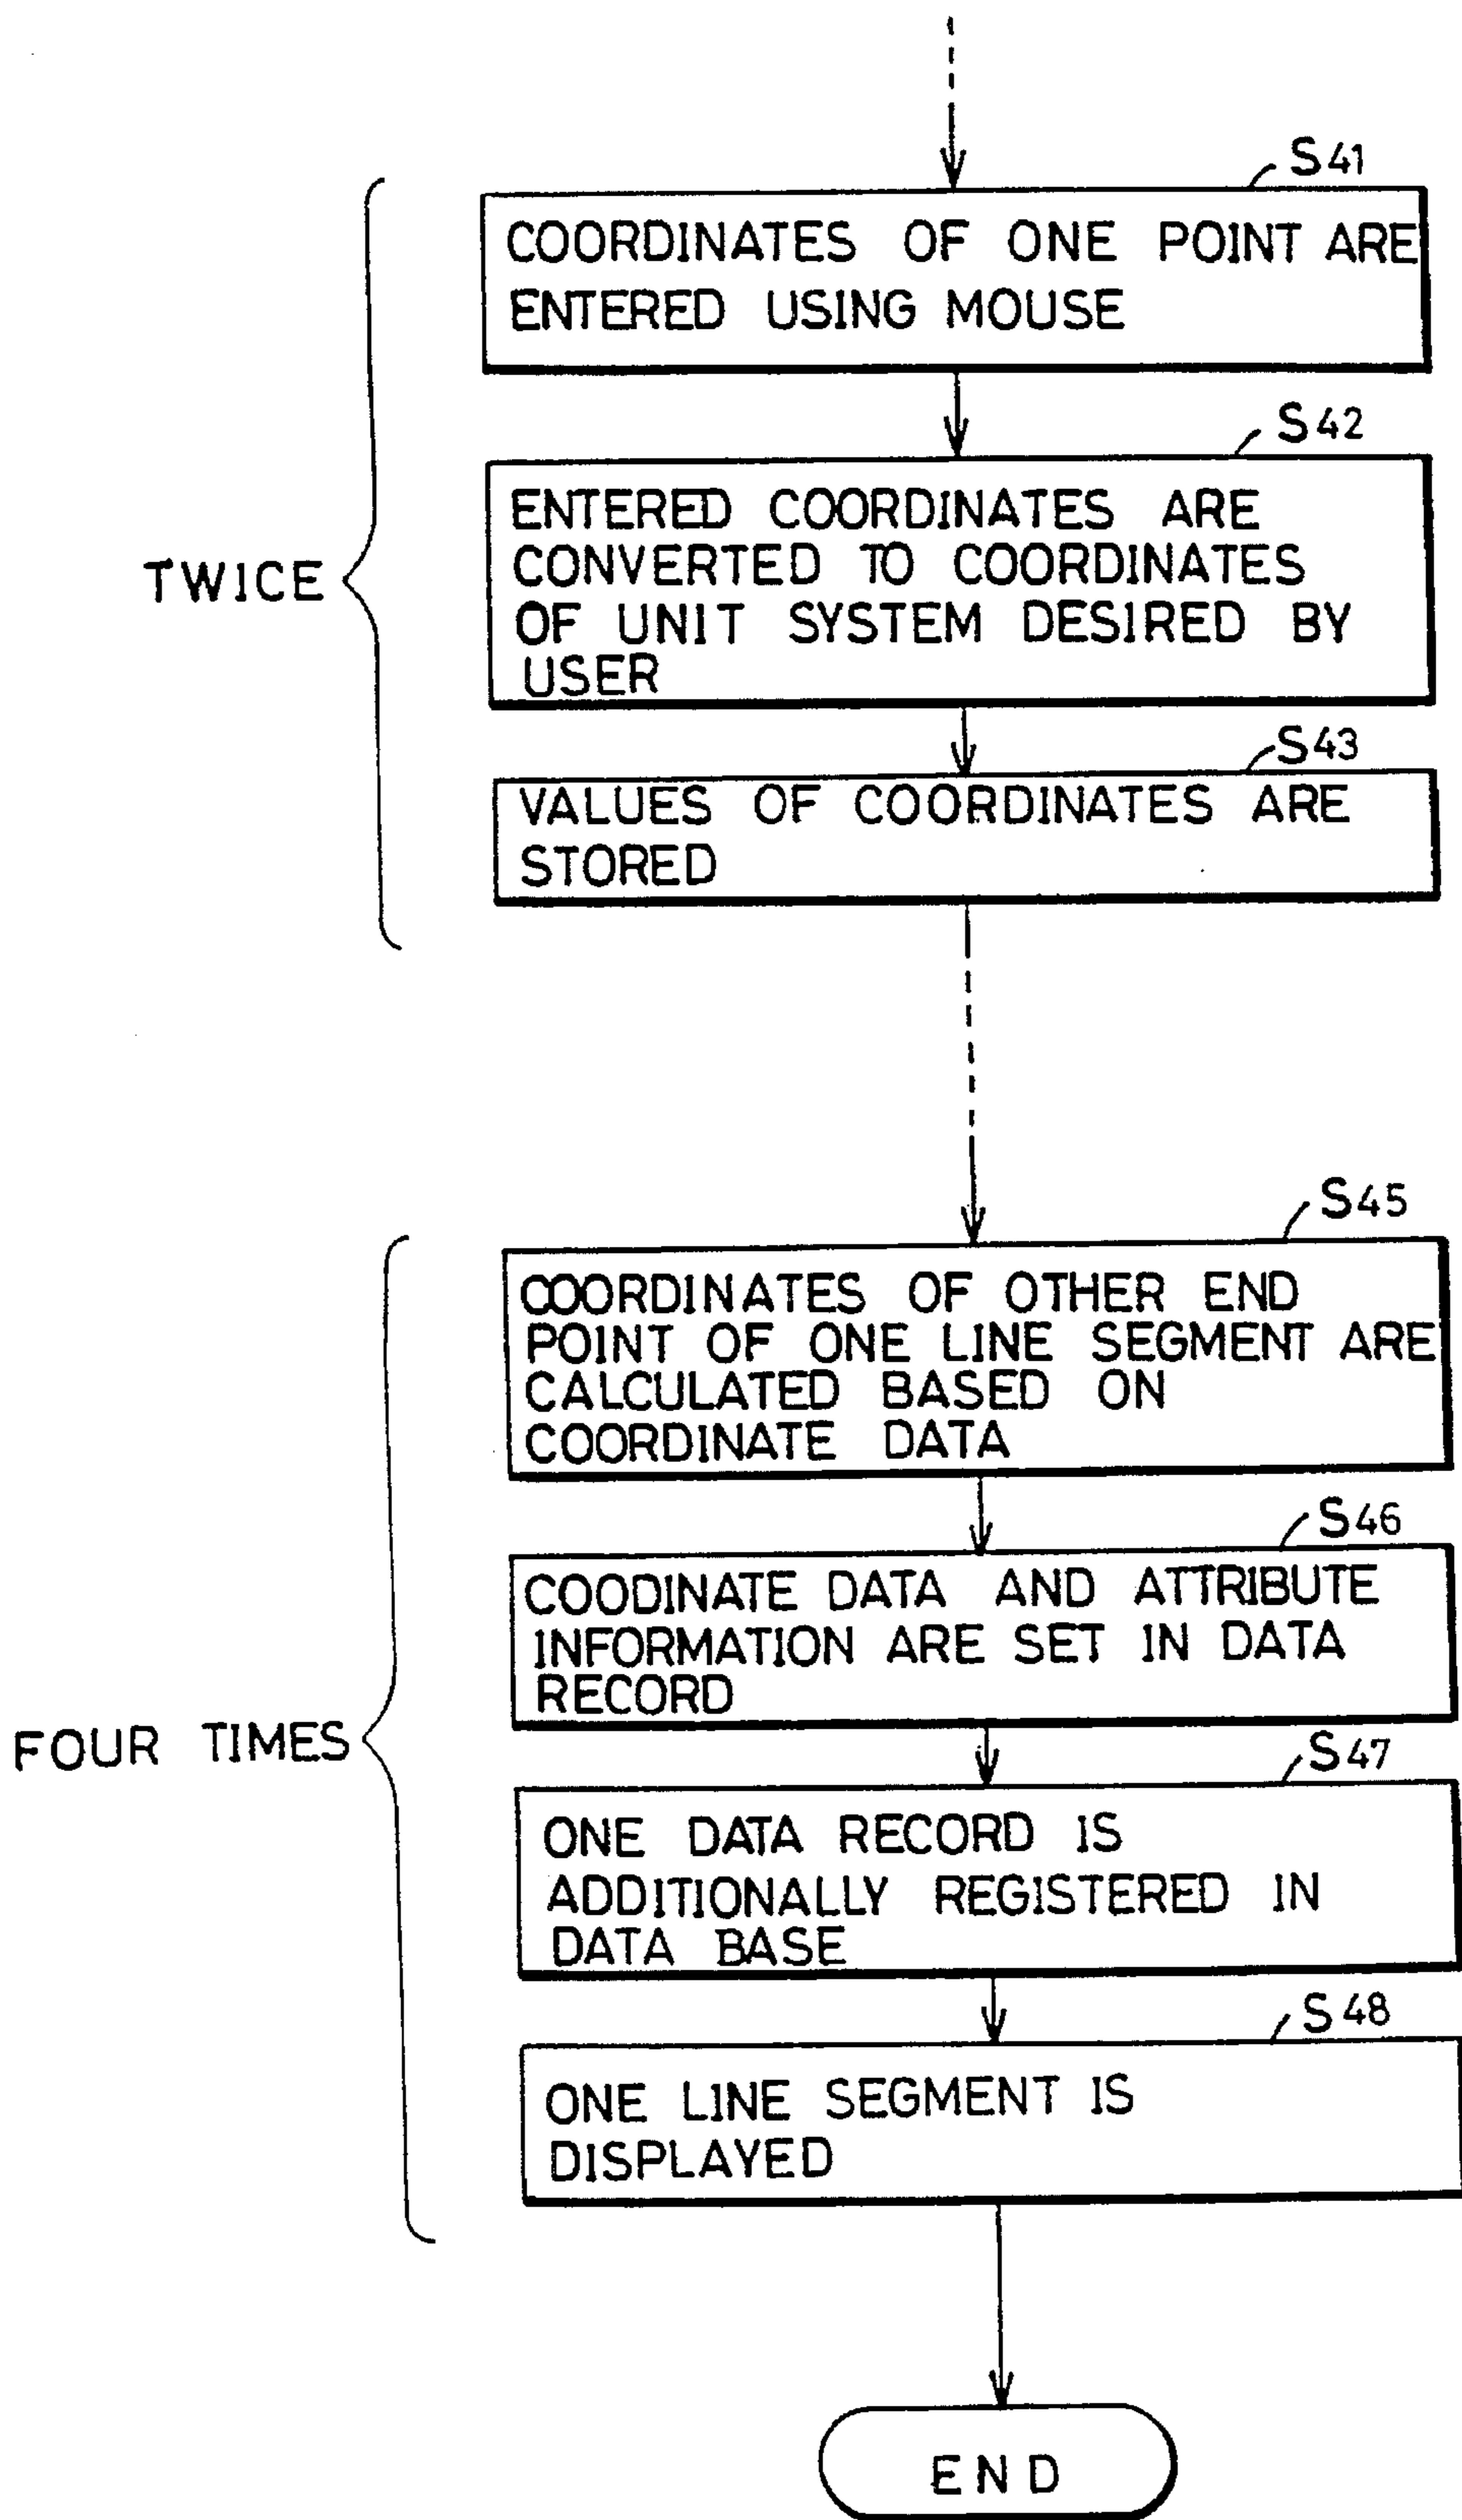 S41
COORDINATES OF ONE POINT ARE
ENTERED USING MOUSE
S42
ENTERED COORDINATES ARE
CONVERTED TO COORDINATES
OF UNIT SYSTEM DESIRED BY
USER
TWICE
S43
VALUES OF COORDINATES ARE
STORED
S45
COORDINATES OF OTHER END
POINT OF ONE LINE SEGMENT ARE
CALCULATED BASED ON
COORDINATE DATA
S46
COODINATE DATA AND ATTRIBUTE
INFORMATION ARE SET IN DATA
RECORD
FOUR TIMES
S47
ONE DATA RECORD IS
ADDITIONALLY REGISTERED IN
DATA BASE
S48
ONE LINE SEGMENT IS
DISPLAYED
END